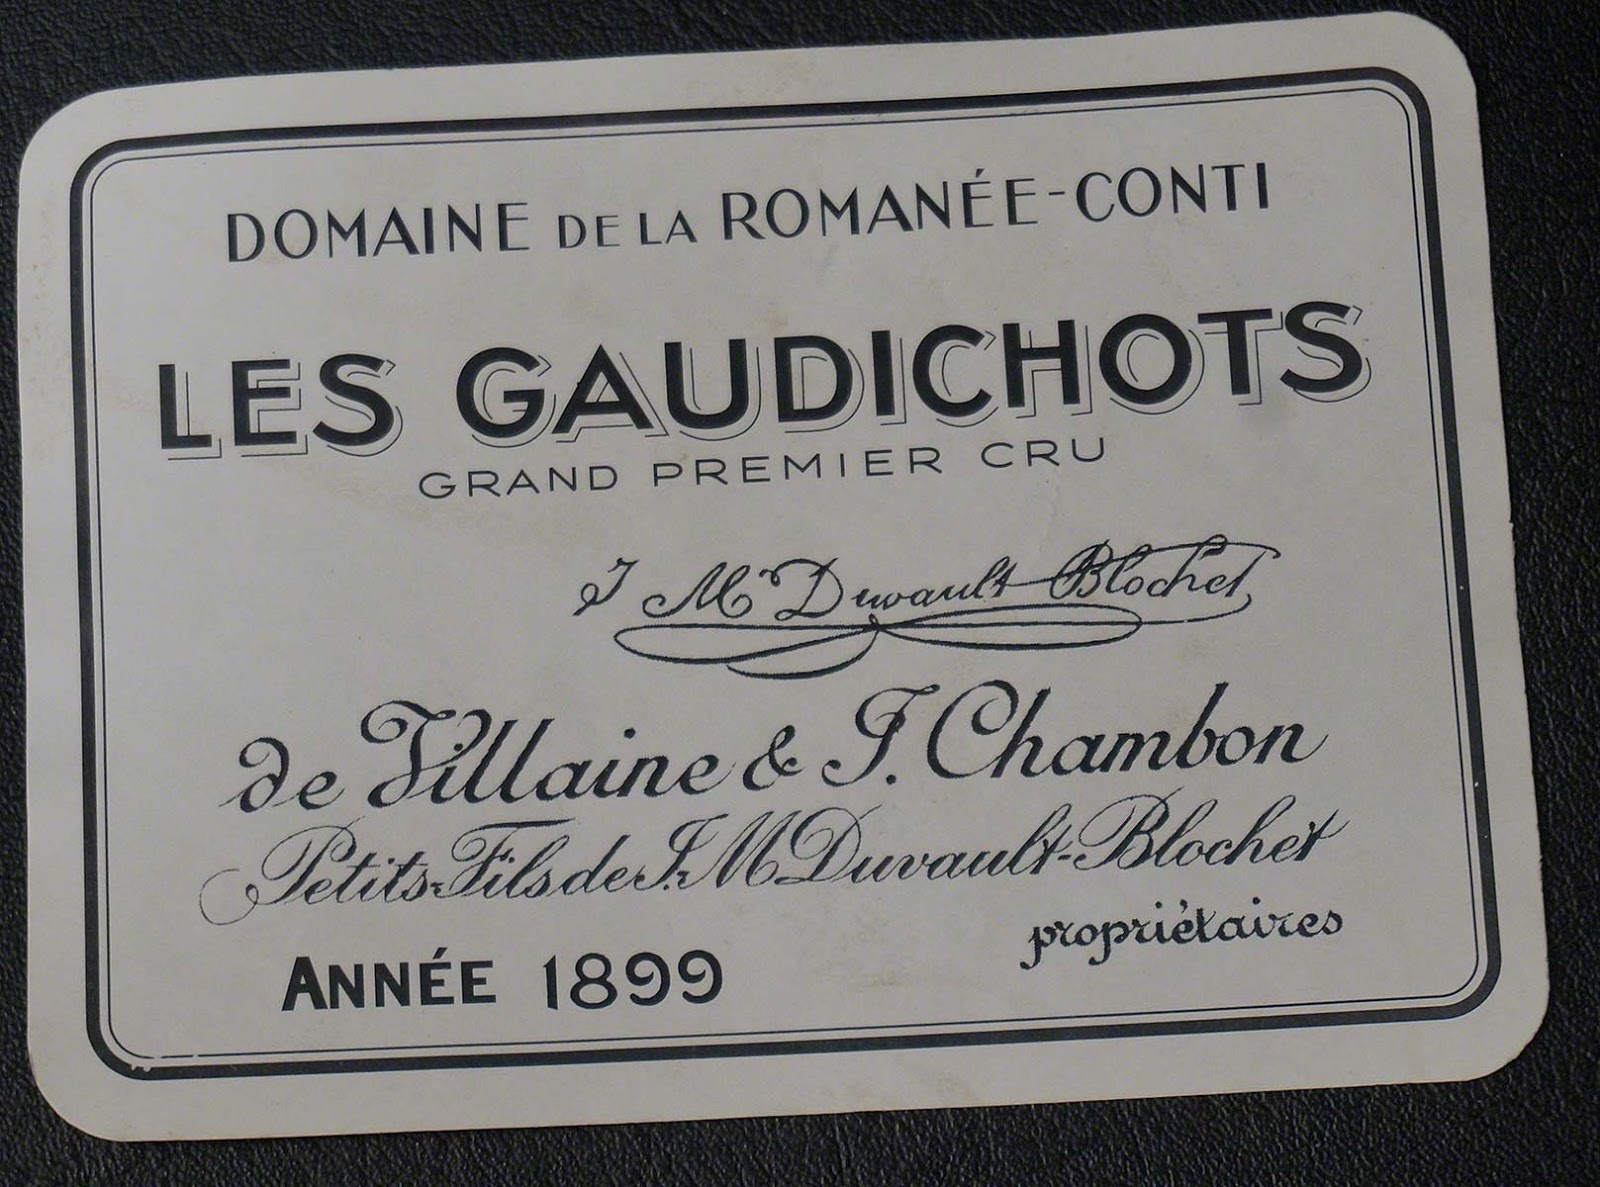 DOMAINE DE LA ROMANÉE-CONTI
LES GAUDICHOTS
GRAND PREMIER CRU
J Mie Duvault-Blochet
de Villaine & J. Chambon
Petits-Fils de J. M Duvault-Blochet
propriétaires
ANNÉE 1899